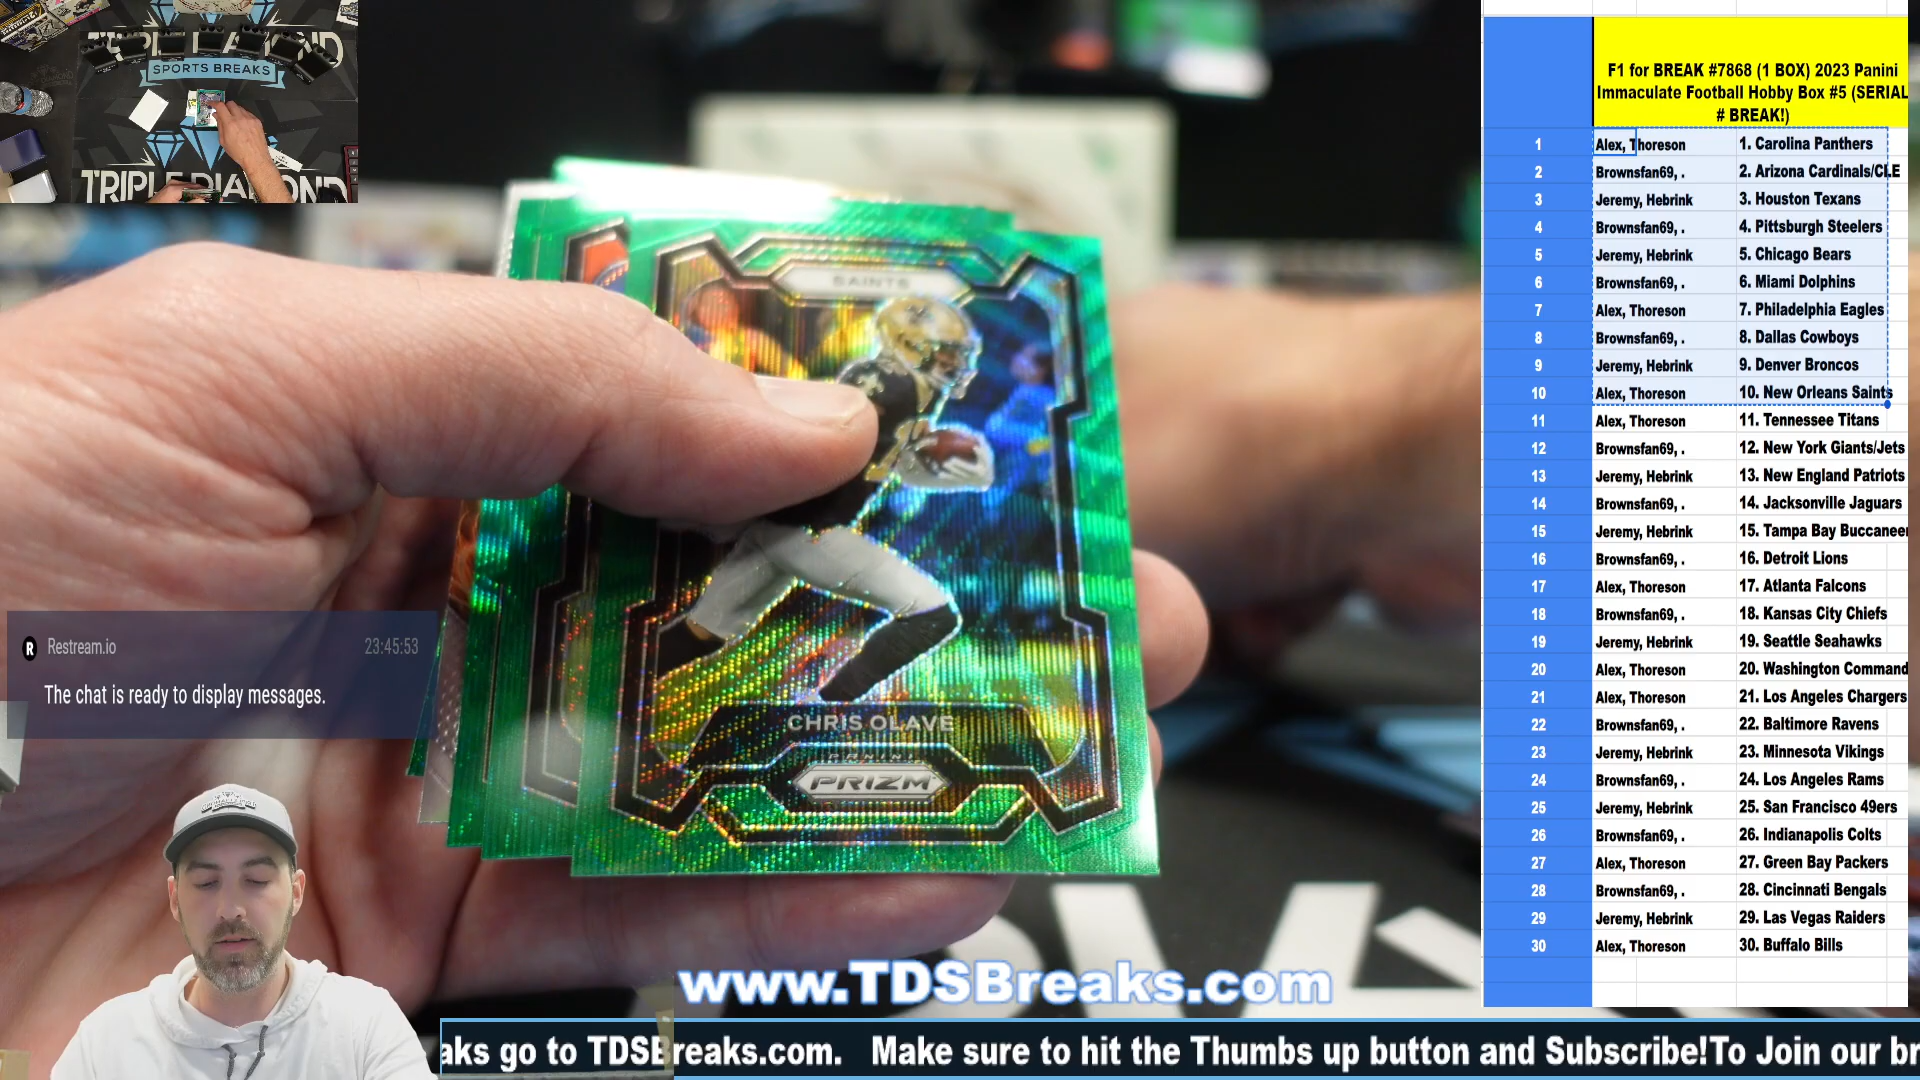 TRIPLE DIAMOND
SPORTS BREAKS
TRIPLE DIAMOND
SAINTS
CHRIS OLAVE
PANINI
PRIZM
R Restream.io 23:45:53
The chat is ready to display messages.
www.TDSBreaks.com
aks go to TDSBreaks.com. Make sure to hit the Thumbs up button and Subscribe!To Join our br
F1 for BREAK #7868 (1 BOX) 2023 Panini
Immaculate Football Hobby Box #5 (SERIAL
# BREAK!)
1 Alex, Thoreson 1. Carolina Panthers
2 Brownsfan69, . 2. Arizona Cardinals/CLE
3 Jeremy, Hebrink 3. Houston Texans
4 Brownsfan69, . 4. Pittsburgh Steelers
5 Jeremy, Hebrink 5. Chicago Bears
6 Brownsfan69, . 6. Miami Dolphins
7 Alex, Thoreson 7. Philadelphia Eagles
8 Brownsfan69, . 8. Dallas Cowboys
9 Jeremy, Hebrink 9. Denver Broncos
10 Alex, Thoreson 10. New Orleans Saints
11 Alex, Thoreson 11. Tennessee Titans
12 Brownsfan69, . 12. New York Giants/Jets
13 Jeremy, Hebrink 13. New England Patriots
14 Brownsfan69, . 14. Jacksonville Jaguars
15 Jeremy, Hebrink 15. Tampa Bay Buccaneer
16 Brownsfan69, . 16. Detroit Lions
17 Alex, Thoreson 17. Atlanta Falcons
18 Brownsfan69, . 18. Kansas City Chiefs
19 Jeremy, Hebrink 19. Seattle Seahawks
20 Alex, Thoreson 20. Washington Command
21 Alex, Thoreson 21. Los Angeles Chargers
22 Brownsfan69, . 22. Baltimore Ravens
23 Jeremy, Hebrink 23. Minnesota Vikings
24 Brownsfan69, . 24. Los Angeles Rams
25 Jeremy, Hebrink 25. San Francisco 49ers
26 Brownsfan69, . 26. Indianapolis Colts
27 Alex, Thoreson 27. Green Bay Packers
28 Brownsfan69, . 28. Cincinnati Bengals
29 Jeremy, Hebrink 29. Las Vegas Raiders
30 Alex, Thoreson 30. Buffalo Bills